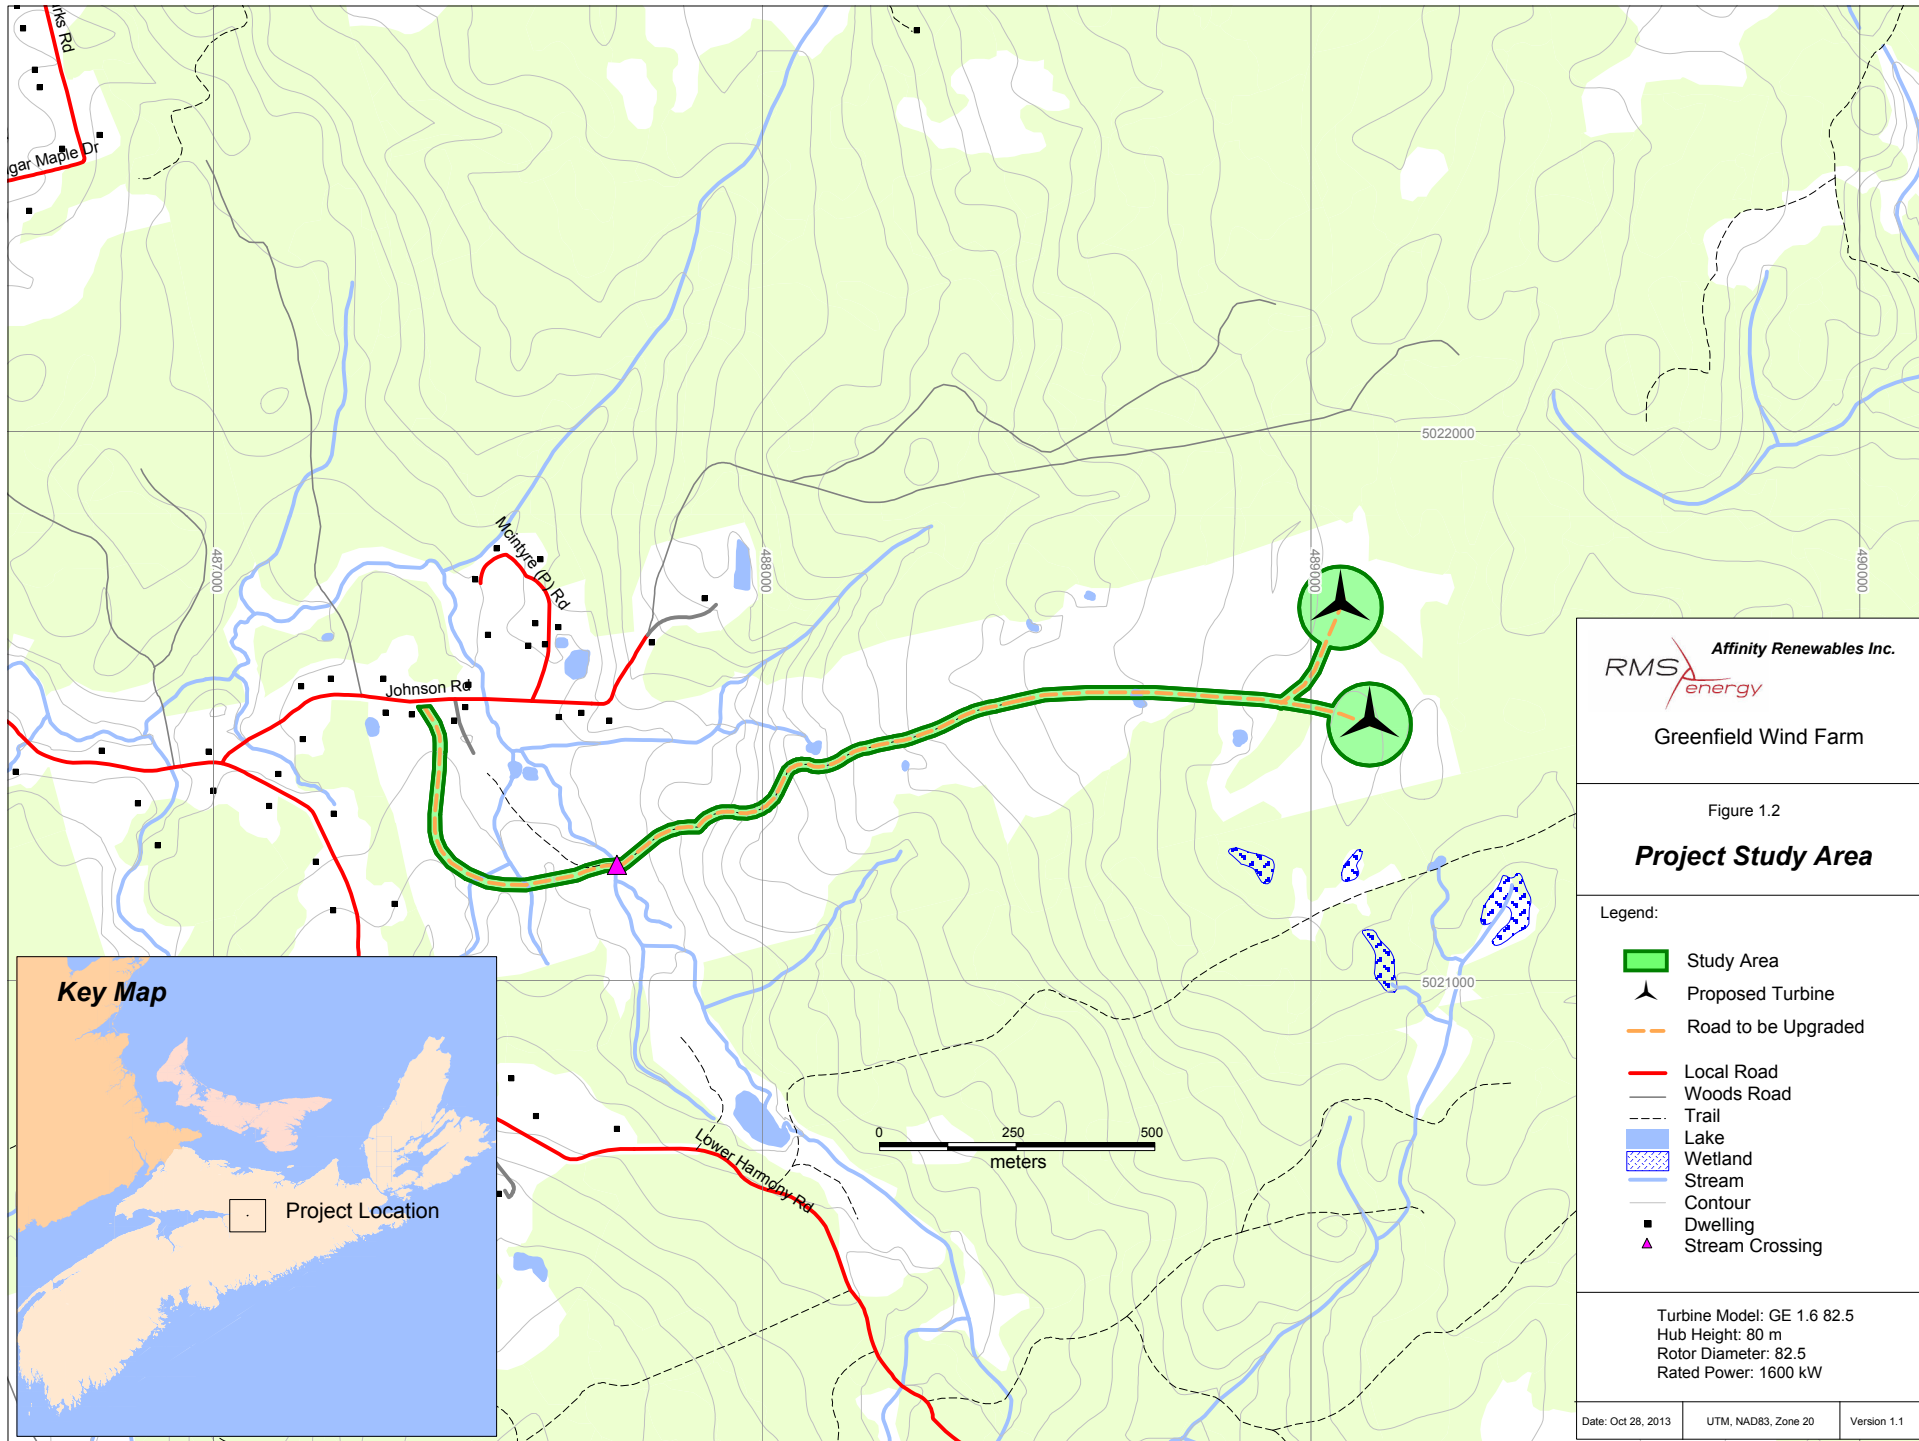 rks Rd
gar Maple Dr
5022000
487000
488000
489000
490000
Mcintyre (P) Rd
Johnson Rd
5021000
Lower Harmony Rd
0 250 500
meters
Key Map
Project Location
Affinity Renewables Inc.
RMS energy
Greenfield Wind Farm
Figure 1.2
Project Study Area
Legend:
Study Area
Proposed Turbine
Road to be Upgraded
Local Road
Woods Road
Trail
Lake
Wetland
Stream
Contour
Dwelling
Stream Crossing
Turbine Model: GE 1.6 82.5
Hub Height: 80 m
Rotor Diameter: 82.5
Rated Power: 1600 kW
Date: Oct 28, 2013 UTM, NAD83, Zone 20 Version 1.1